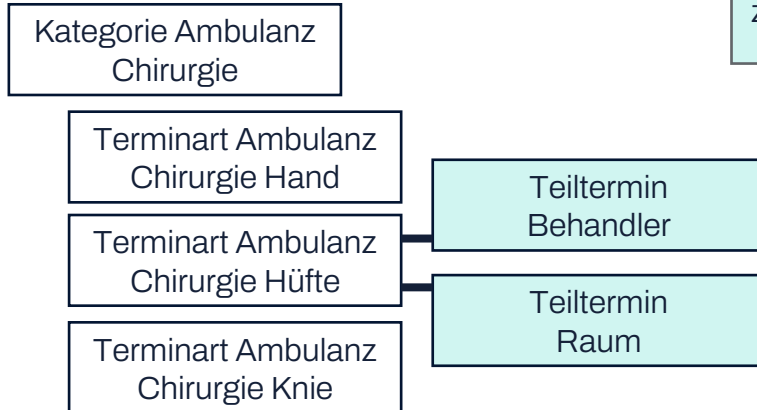 Kategorie Ambulanz
Chirurgie
Terminart Ambulanz
Chirurgie Hand
Terminart Ambulanz
Chirurgie Hüfte
Terminart Ambulanz
Chirurgie Knie
Teiltermin
Behandler
Teiltermin
Raum